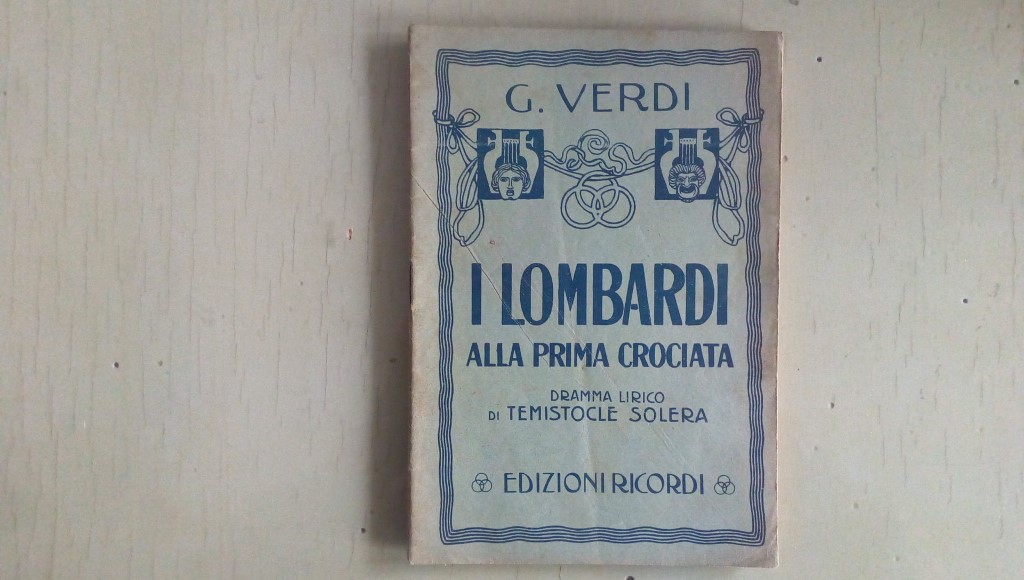 G. VERDI
I LOMBARDI
ALLA PRIMA CROCIATA
DRAMMA LIRICO
DI TEMISTOCLE SOLERA
EDIZIONI RICORDI